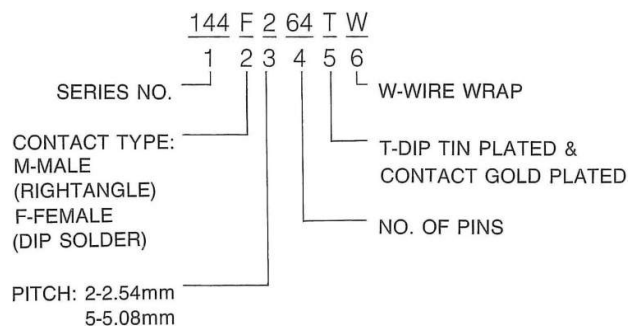 144 F 2 64 T W
1 2 3 4 5 6
SERIES NO.
W-WIRE WRAP
CONTACT TYPE:
M-MALE
(RIGHTANGLE)
F-FEMALE
(DIP SOLDER)
T-DIP TIN PLATED &
CONTACT GOLD PLATED
NO. OF PINS
PITCH: 2-2.54mm
5-5.08mm